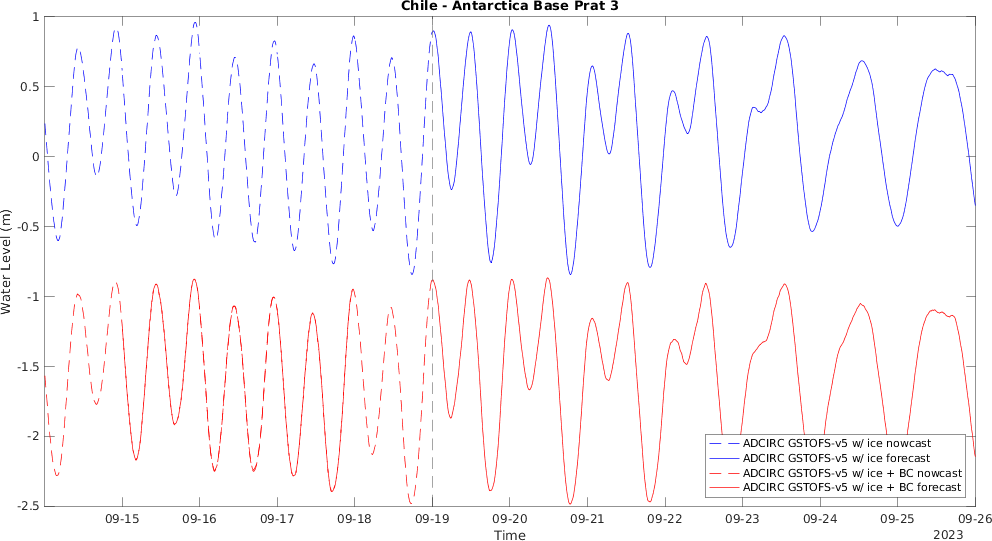 Chile - Antarctica Base Prat 3
Water Level (m)
1
0.5
0
-0.5
-1
-1.5
-2
-2.5
ADCIRC GSTOFS-v5 w/ ice nowcast
ADCIRC GSTOFS-v5 w/ ice forecast
ADCIRC GSTOFS-v5 w/ ice + BC nowcast
ADCIRC GSTOFS-v5 w/ ice + BC forecast
09-15 09-16 09-17 09-18 09-19 09-20 09-21 09-22 09-23 09-24 09-25 09-26
Time 2023